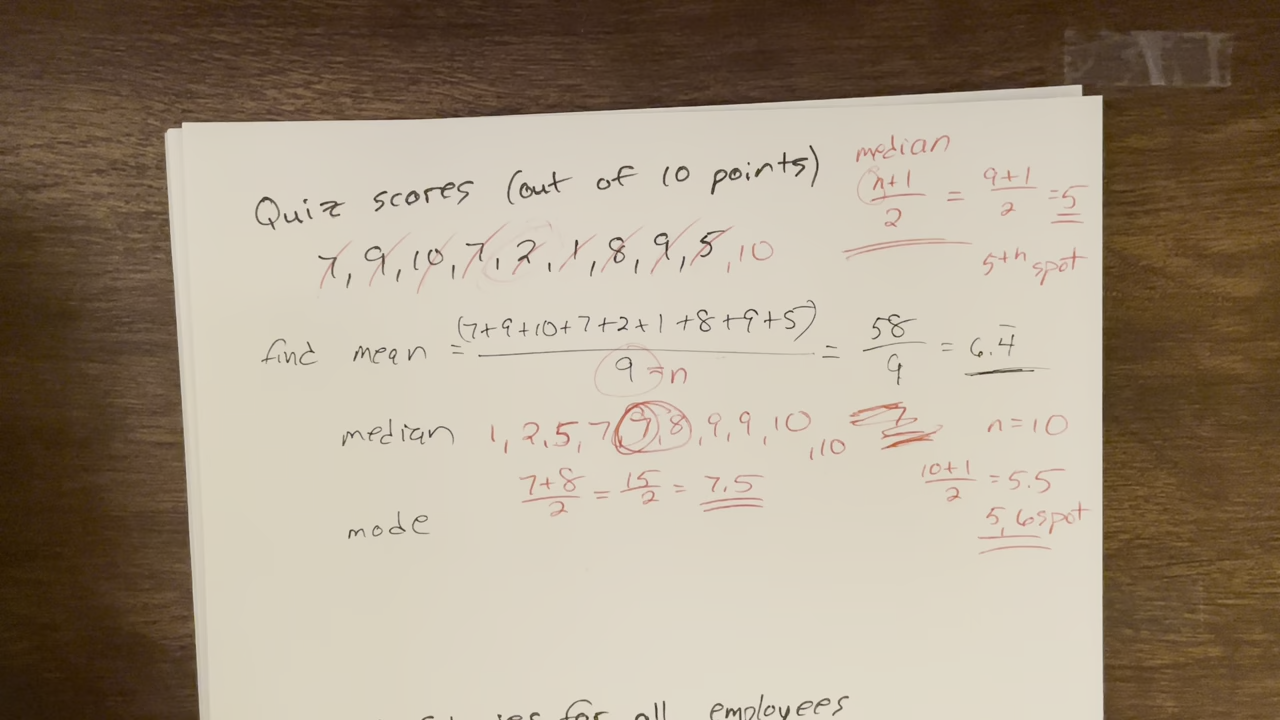 Quiz scores (out of 10 points)
7, 9, 10, 7, 2, 1, 8, 9, 5, 10
median
n+1/2 = 9+1/2 = 5
5th spot
find mean = (7+9+10+7+2+1+8+9+5)/9 = 58/9 = 6.4̅
9 = n
median 1, 2, 5, 7, 7, 8, 9, 9, 10, 10
7+8/2 = 15/2 = 7.5
n=10
10+1/2 = 5.5
5, 6 spot
mode
for all employees